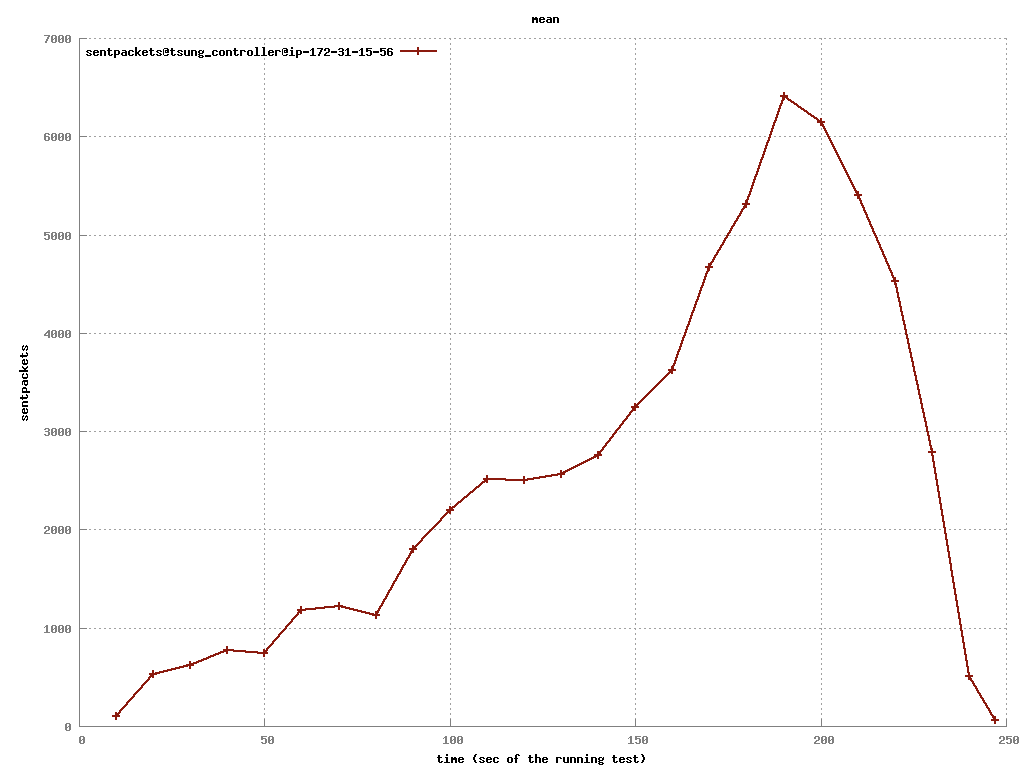 mean
7000
sentpackets@tsung_controller@ip-172-31-15-56
6000
5000
4000
sentpackets
3000
2000
1000
0
0 50 100 150 200 250
time (sec of the running test)